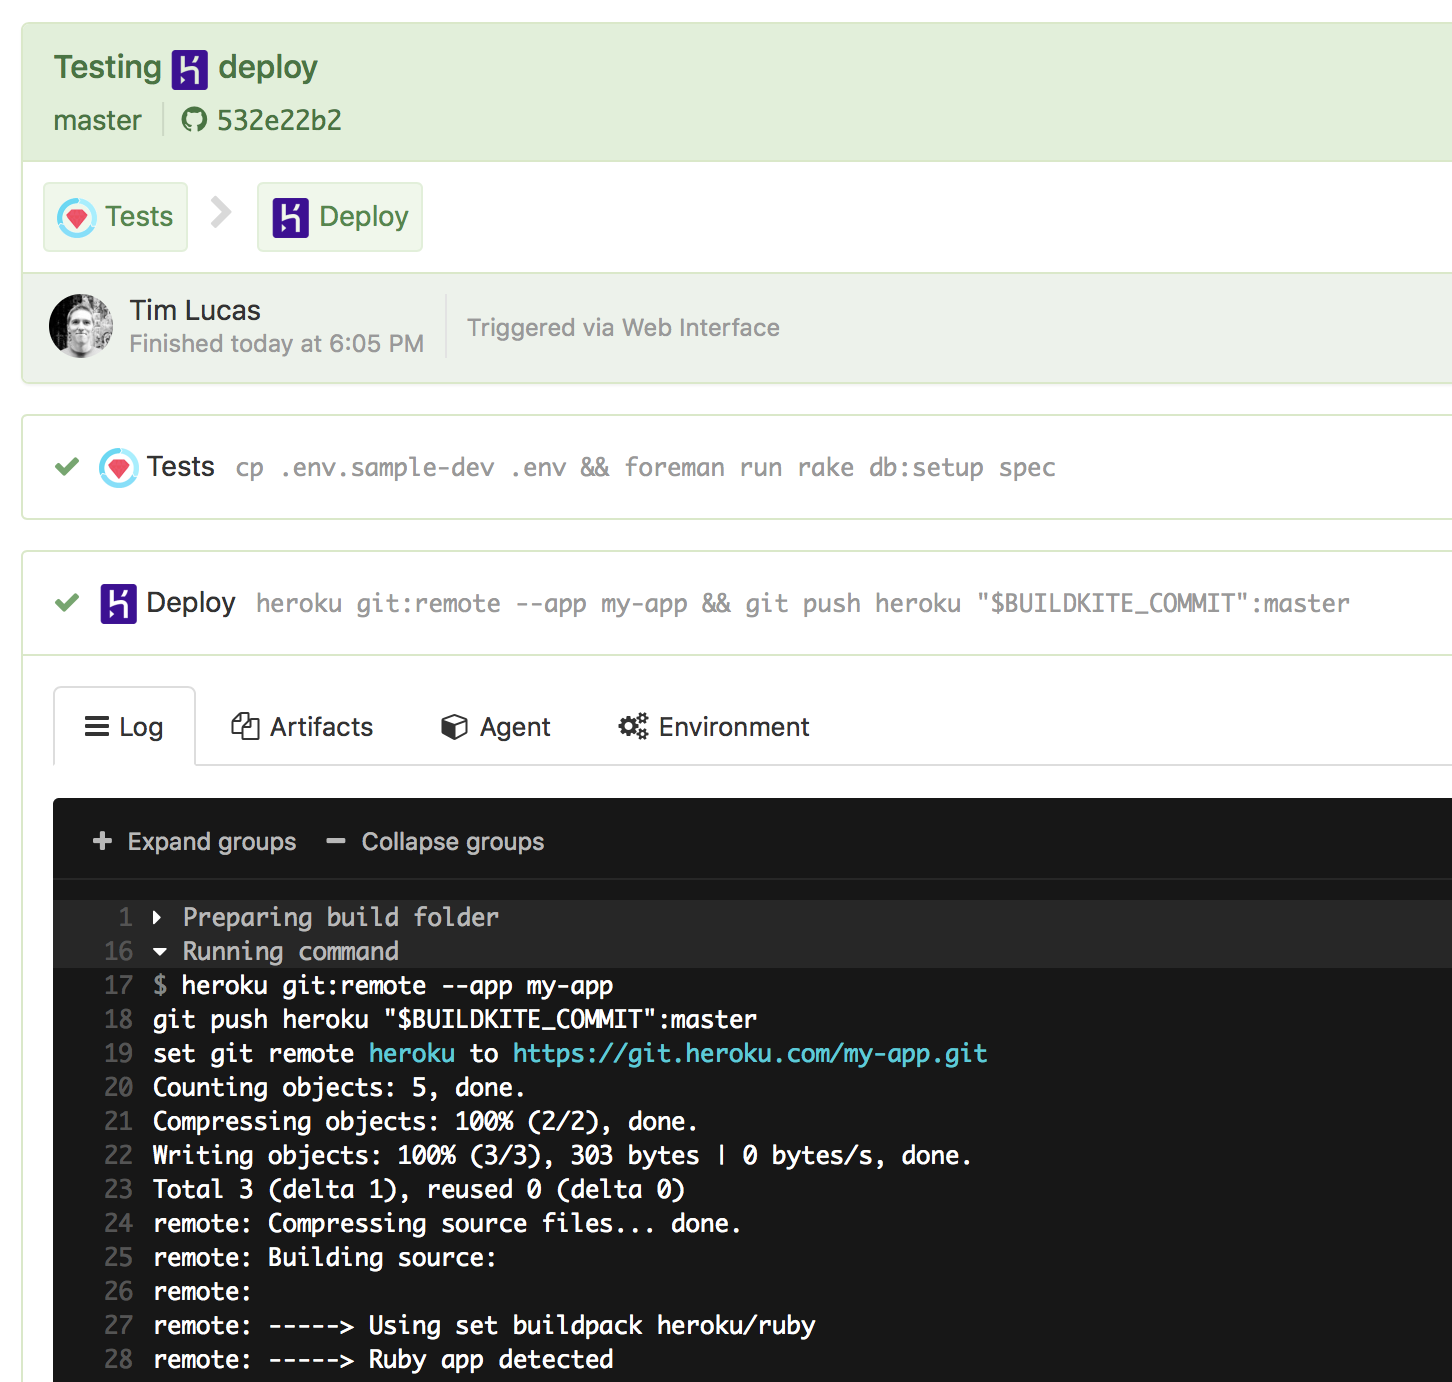 Testing deploy
master 532e22b2
Tests Deploy
Tim Lucas
Finished today at 6:05 PM
Triggered via Web Interface
Tests cp .env.sample-dev .env && foreman run rake db:setup spec
Deploy heroku git:remote --app my-app && git push heroku "$BUILDKITE_COMMIT":master
Log Artifacts Agent Environment
Expand groups Collapse groups
1 Preparing build folder
16 Running command
17 $ heroku git:remote --app my-app
18 git push heroku "$BUILDKITE_COMMIT":master
19 set git remote heroku to https://git.heroku.com/my-app.git
20 Counting objects: 5, done.
21 Compressing objects: 100% (2/2), done.
22 Writing objects: 100% (3/3), 303 bytes | 0 bytes/s, done.
23 Total 3 (delta 1), reused 0 (delta 0)
24 remote: Compressing source files... done.
25 remote: Building source:
26 remote:
27 remote: -----> Using set buildpack heroku/ruby
28 remote: -----> Ruby app detected